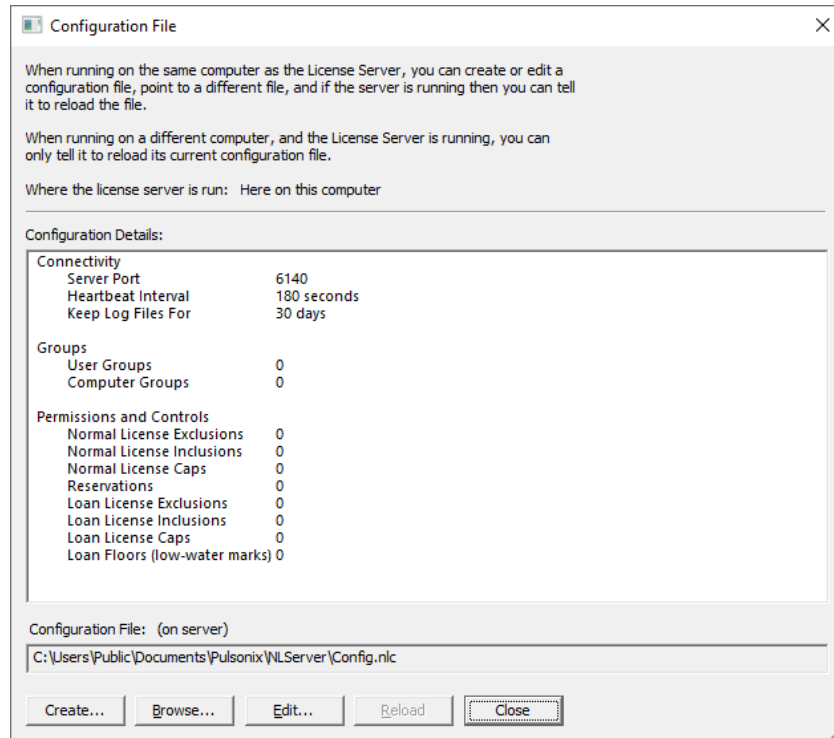 Configuration File
When running on the same computer as the License Server, you can create or edit a
configuration file, point to a different file, and if the server is running then you can tell
it to reload the file.
When running on a different computer, and the License Server is running, you can
only tell it to reload its current configuration file.
Where the license server is run: Here on this computer
Configuration Details:
Connectivity
Server Port 6140
Heartbeat Interval 180 seconds
Keep Log Files For 30 days
Groups
User Groups 0
Computer Groups 0
Permissions and Controls
Normal License Exclusions 0
Normal License Inclusions 0
Normal License Caps 0
Reservations 0
Loan License Exclusions 0
Loan License Inclusions 0
Loan License Caps 0
Loan Floors (low-water marks) 0
Configuration File: (on server)
C:\Users\Public\Documents\Pulsonix\NLServer\Config.nlc
Create... Browse... Edit... Reload Close